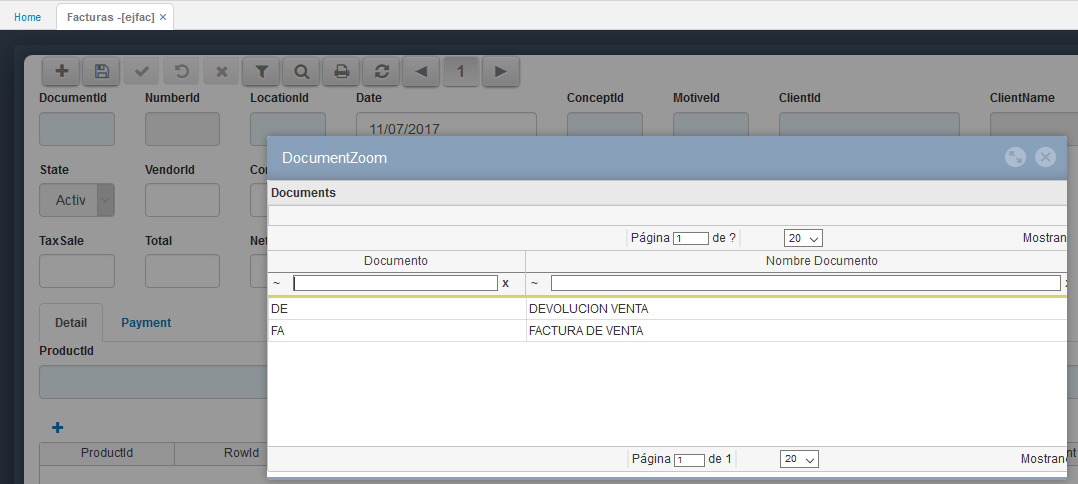 Home Facturas -[ejfac] ×
1
DocumentId NumberId LocationId Date ConceptId MotiveId ClientId ClientName
11/07/2017
DocumentZoom
State VendorId
Activ
Documents
Página 1 de ? 20 Mostran
TaxSale Total
Documento Nombre Documento
~ x ~
DE DEVOLUCION VENTA
Detail Payment
FA FACTURA DE VENTA
ProductId
+
ProductId RowId
Página 1 de 1 20 Mostran